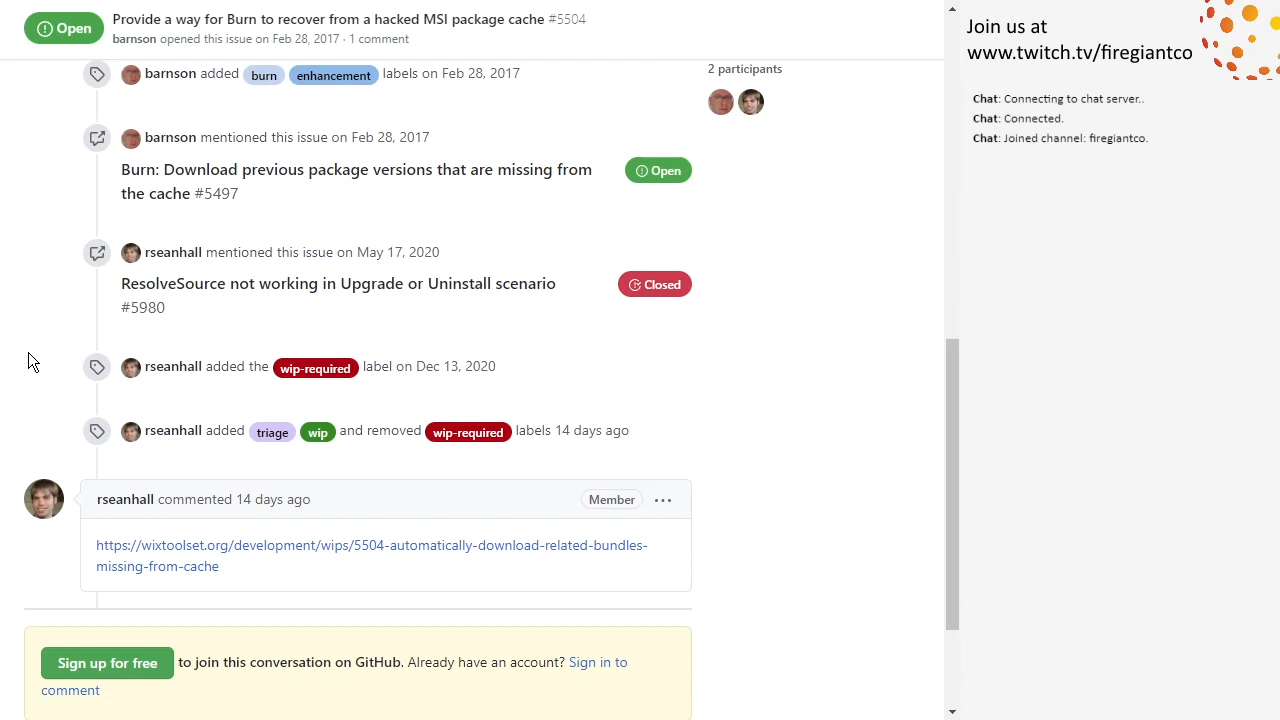 Open
Provide a way for Burn to recover from a hacked MSI package cache #5504
barnson opened this issue on Feb 28, 2017 · 1 comment
barnson added burn enhancement labels on Feb 28, 2017
barnson mentioned this issue on Feb 28, 2017
Burn: Download previous package versions that are missing from
the cache #5497
Open
rseanhall mentioned this issue on May 17, 2020
ResolveSource not working in Upgrade or Uninstall scenario
#5980
Closed
rseanhall added the wip-required label on Dec 13, 2020
rseanhall added triage wip and removed wip-required labels 14 days ago
rseanhall commented 14 days ago
Member
https://wixtoolset.org/development/wips/5504-automatically-download-related-bundles-
missing-from-cache
Sign up for free to join this conversation on GitHub. Already have an account? Sign in to
comment
2 participants
Join us at
www.twitch.tv/firegiantco
Chat: Connecting to chat server..
Chat: Connected.
Chat: Joined channel: firegiantco.